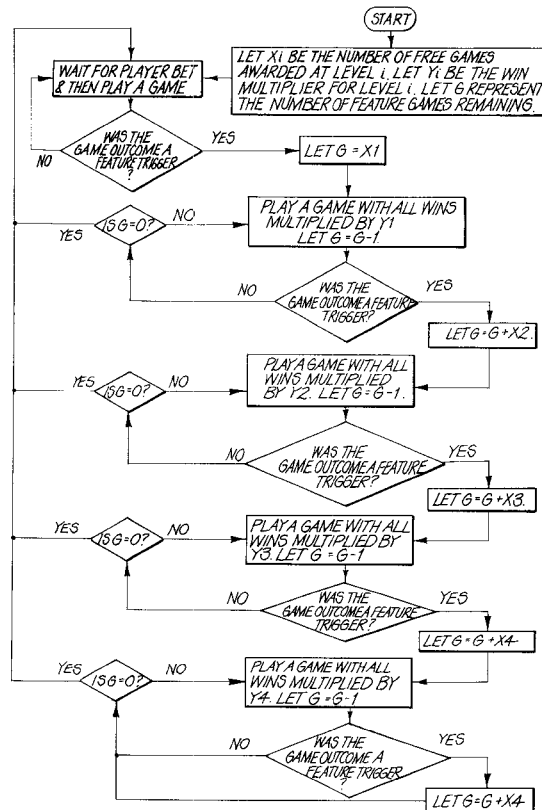 START
LET Xi BE THE NUMBER OF FREE GAMES
AWARDED AT LEVEL i. LET Yi BE THE WIN
MULTIPLIER FOR LEVEL i. LET G REPRESENT
THE NUMBER OF FEATURE GAMES REMAINING.
WAIT FOR PLAYER BET
& THEN PLAY A GAME
WAS THE
GAME OUTCOME A
FEATURE TRIGGER
?
NO
YES
LET G = X1
PLAY A GAME WITH ALL WINS
MULTIPLIED BY Y1
LET G=G-1.
IS G=0?
YES
NO
WAS THE
GAME OUTCOME A FEATURE
TRIGGER?
NO
YES
LET G=G+X2.
PLAY A GAME WITH ALL
WINS MULTIPLIED
BY Y2. LET G=G-1.
YES
IS G=0?
NO
WAS THE
GAME OUTCOME A FEATURE
TRIGGER?
NO
YES
LET G=G+X3.
PLAY A GAME WITH ALL
WINS MULTIPLIED BY
Y3. LET G=G-1
YES
IS G=0?
NO
WAS THE
GAME OUTCOME A FEATURE
TRIGGER?
NO
YES
LET G=G+X4
PLAY A GAME WITH ALL
WINS MULTIPLIED BY
Y4. LET G=G-1
YES
IS G=0?
NO
WAS THE
GAME OUTCOME A
FEATURE TRIGGER
?
NO
YES
LET G=G+X4